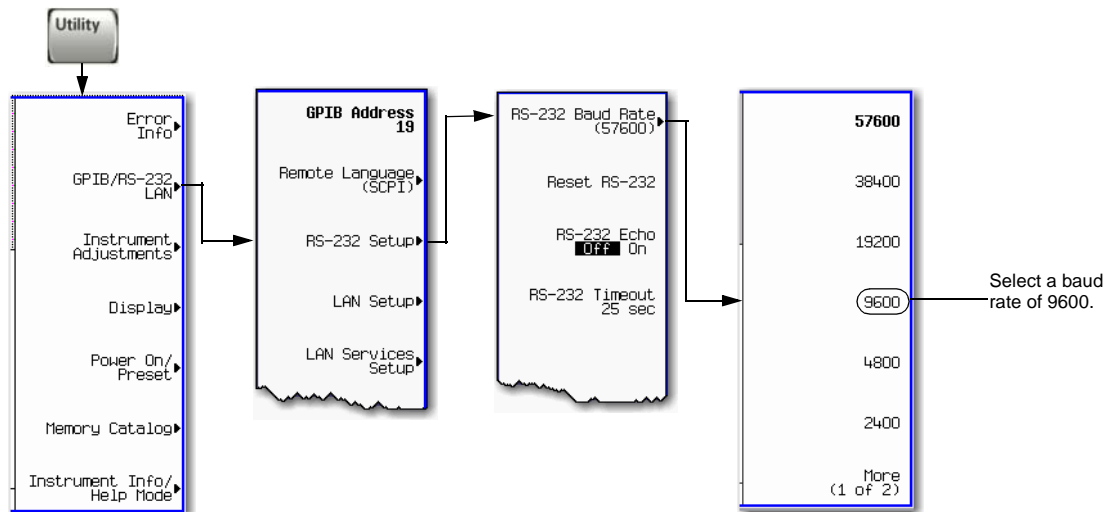 Utility
Error
Info
GPIB/RS-232
LAN
Instrument
Adjustments
Display
Power On/
Preset
Memory Catalog
Instrument Info/
Help Mode
GPIB Address
19
Remote Language
(SCPI)
RS-232 Setup
LAN Setup
LAN Services
Setup
RS-232 Baud Rate
(57600)
Reset RS-232
RS-232 Echo
Off On
RS-232 Timeout
25 sec
57600
38400
19200
9600
4800
2400
More
(1 of 2)
Select a baud
rate of 9600.